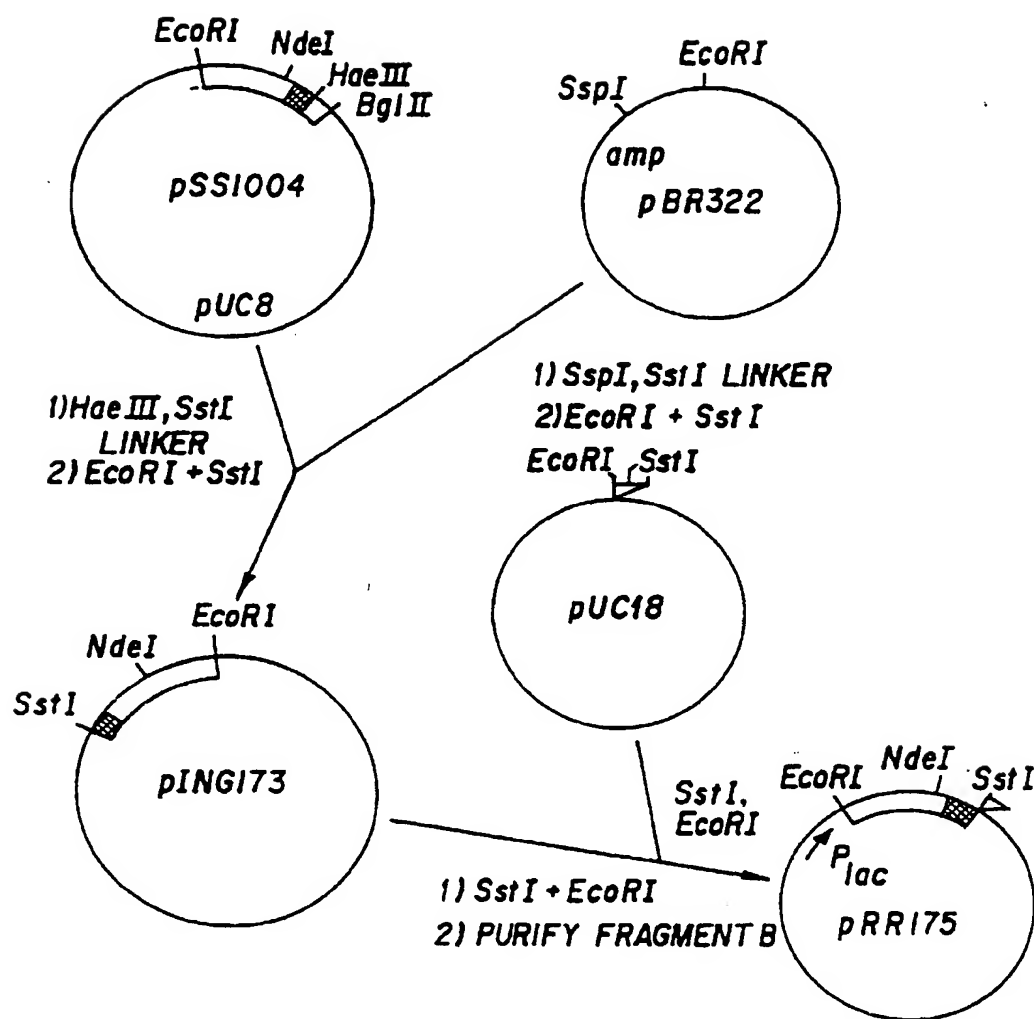 EcoRI
NdeI
HaeIII
BglII
pSS1004
pUC8
EcoRI
SspI
amp
pBR322
1)HaeIII,SstI
LINKER
2)EcoRI+SstI
1) SspI,SstI LINKER
2)EcoRI + SstI
EcoRI SstI
pUC18
EcoRI
NdeI
SstI
pING173
SstI,
EcoRI
1) SstI + EcoRI
2) PURIFY FRAGMENT B
EcoRI
NdeI
SstI
Plac
pRR175